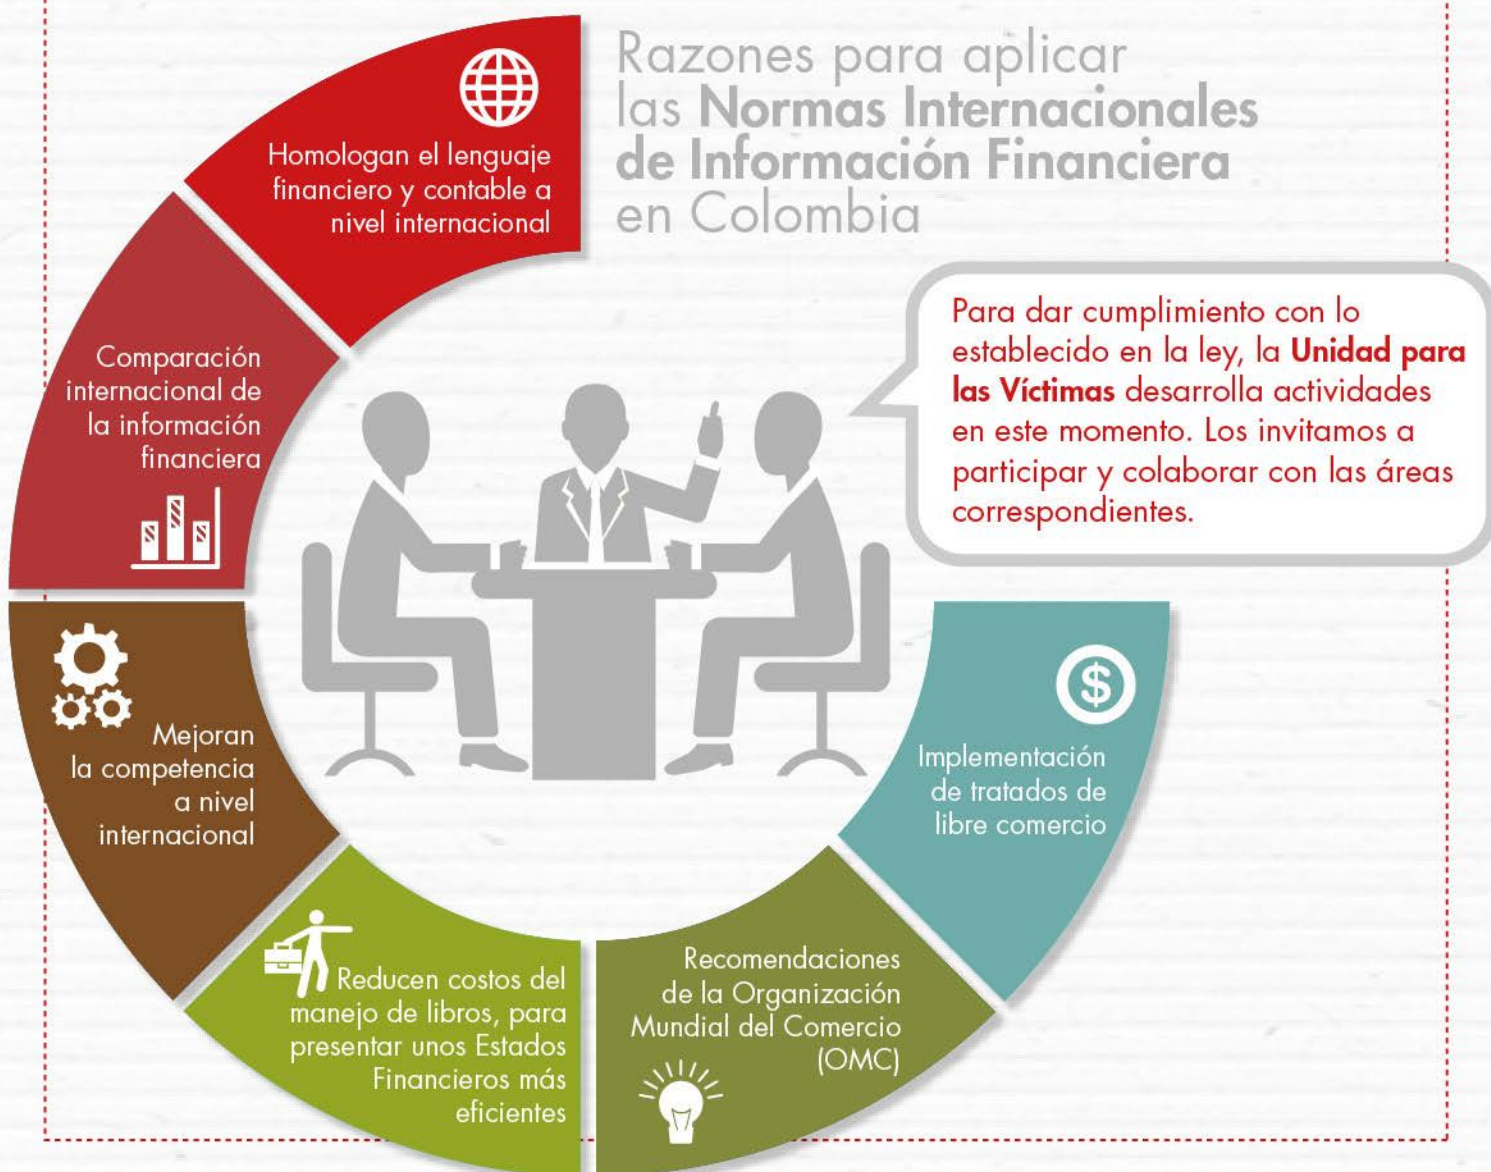 Razones para aplicar
las Normas Internacionales
de Información Financiera
en Colombia
Homologan el lenguaje
financiero y contable a
nivel internacional
Comparación
internacional de
la información
financiera
Mejoran
la competencia
a nivel
internacional
Reducen costos del
manejo de libros, para
presentar unos Estados
Financieros más
eficientes
Recomendaciones
de la Organización
Mundial del Comercio
(OMC)
$
Implementación
de tratados de
libre comercio
Para dar cumplimiento con lo
establecido en la ley, la Unidad para
las Víctimas desarrolla actividades
en este momento. Los invitamos a
participar y colaborar con las áreas
correspondientes.